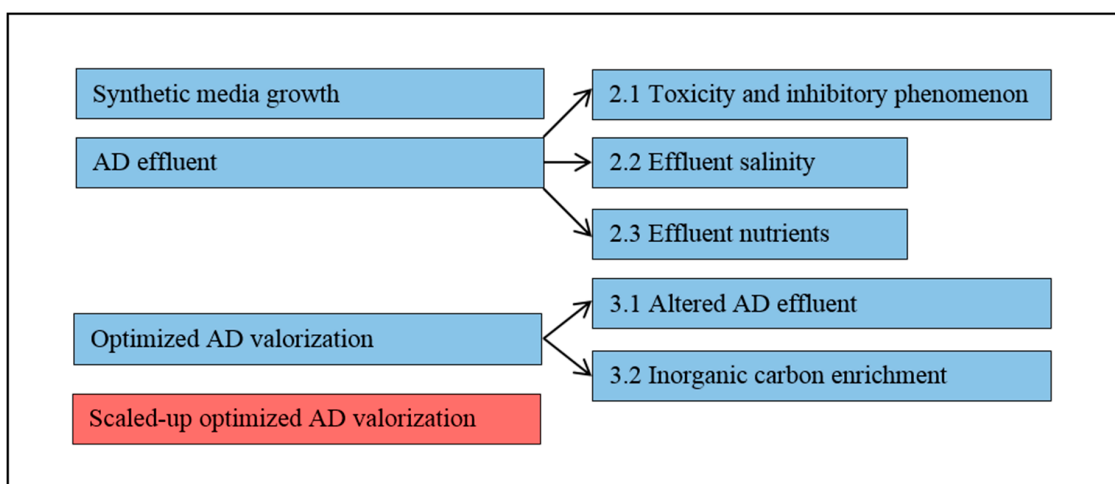 Synthetic media growth
2.1 Toxicity and inhibitory phenomenon
AD effluent
2.2 Effluent salinity
2.3 Effluent nutrients
3.1 Altered AD effluent
Optimized AD valorization
3.2 Inorganic carbon enrichment
Scaled-up optimized AD valorization